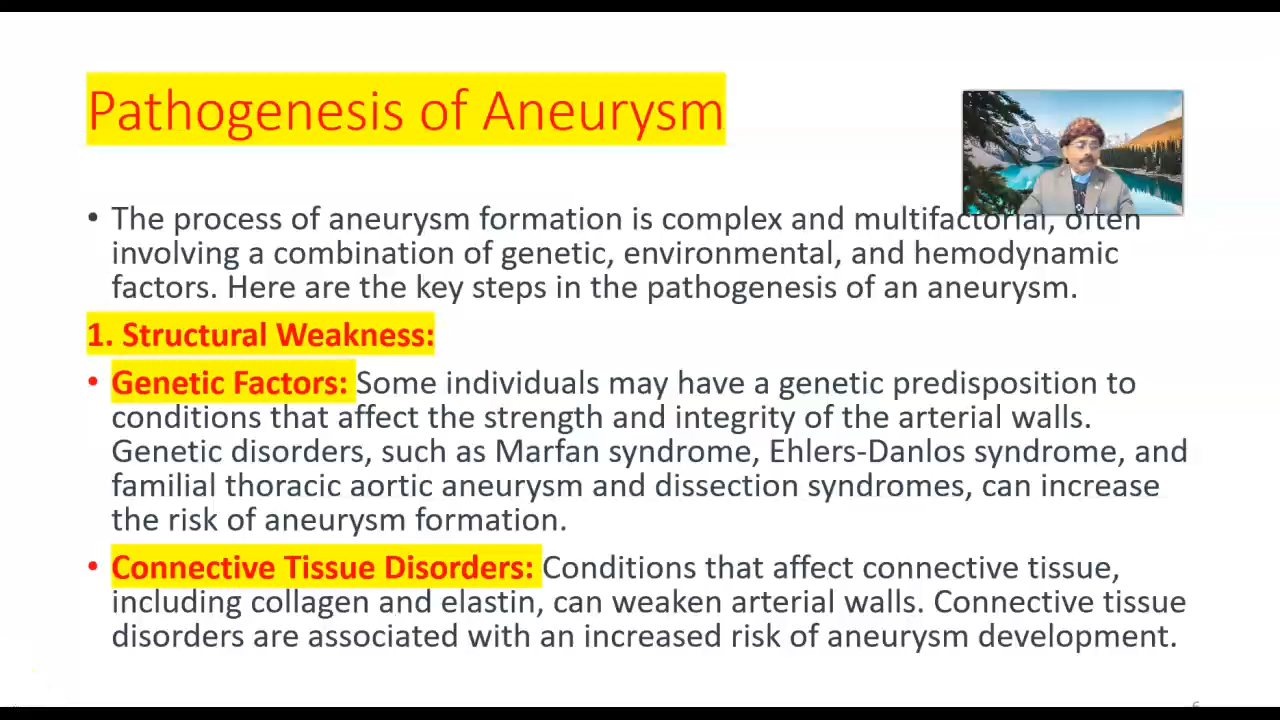 Pathogenesis of Aneurysm
• The process of aneurysm formation is complex and multifactorial, often
involving a combination of genetic, environmental, and hemodynamic
factors. Here are the key steps in the pathogenesis of an aneurysm.
1. Structural Weakness:
• Genetic Factors: Some individuals may have a genetic predisposition to
conditions that affect the strength and integrity of the arterial walls.
Genetic disorders, such as Marfan syndrome, Ehlers-Danlos syndrome, and
familial thoracic aortic aneurysm and dissection syndromes, can increase
the risk of aneurysm formation.
• Connective Tissue Disorders: Conditions that affect connective tissue,
including collagen and elastin, can weaken arterial walls. Connective tissue
disorders are associated with an increased risk of aneurysm development.